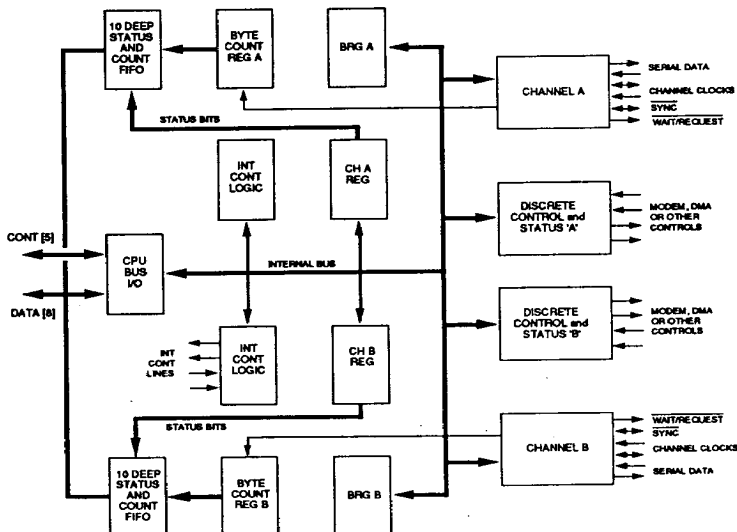 10 DEEP
STATUS
AND
COUNT
FIFO
BYTE
COUNT
REG A
BRG A
CHANNEL A
SERIAL DATA
CHANNEL CLOCKS
SYNC
WAIT/REQUEST
STATUS BITS
INT
CONT
LOGIC
CH A
REG
DISCRETE
CONTROL and
STATUS 'A'
MODEM, DMA
OR OTHER
CONTROLS
CONT [5]
CPU
BUS
I/O
DATA [8]
INTERNAL BUS
DISCRETE
CONTROL and
STATUS 'B'
MODEM, DMA
OR OTHER
CONTROLS
INT
CONT
LINES
INT
CONT
LOGIC
CH B
REG
STATUS BITS
10 DEEP
STATUS
AND
COUNT
FIFO
BYTE
COUNT
REG B
BRG B
CHANNEL B
WAIT/REQUEST
SYNC
CHANNEL CLOCKS
SERIAL DATA